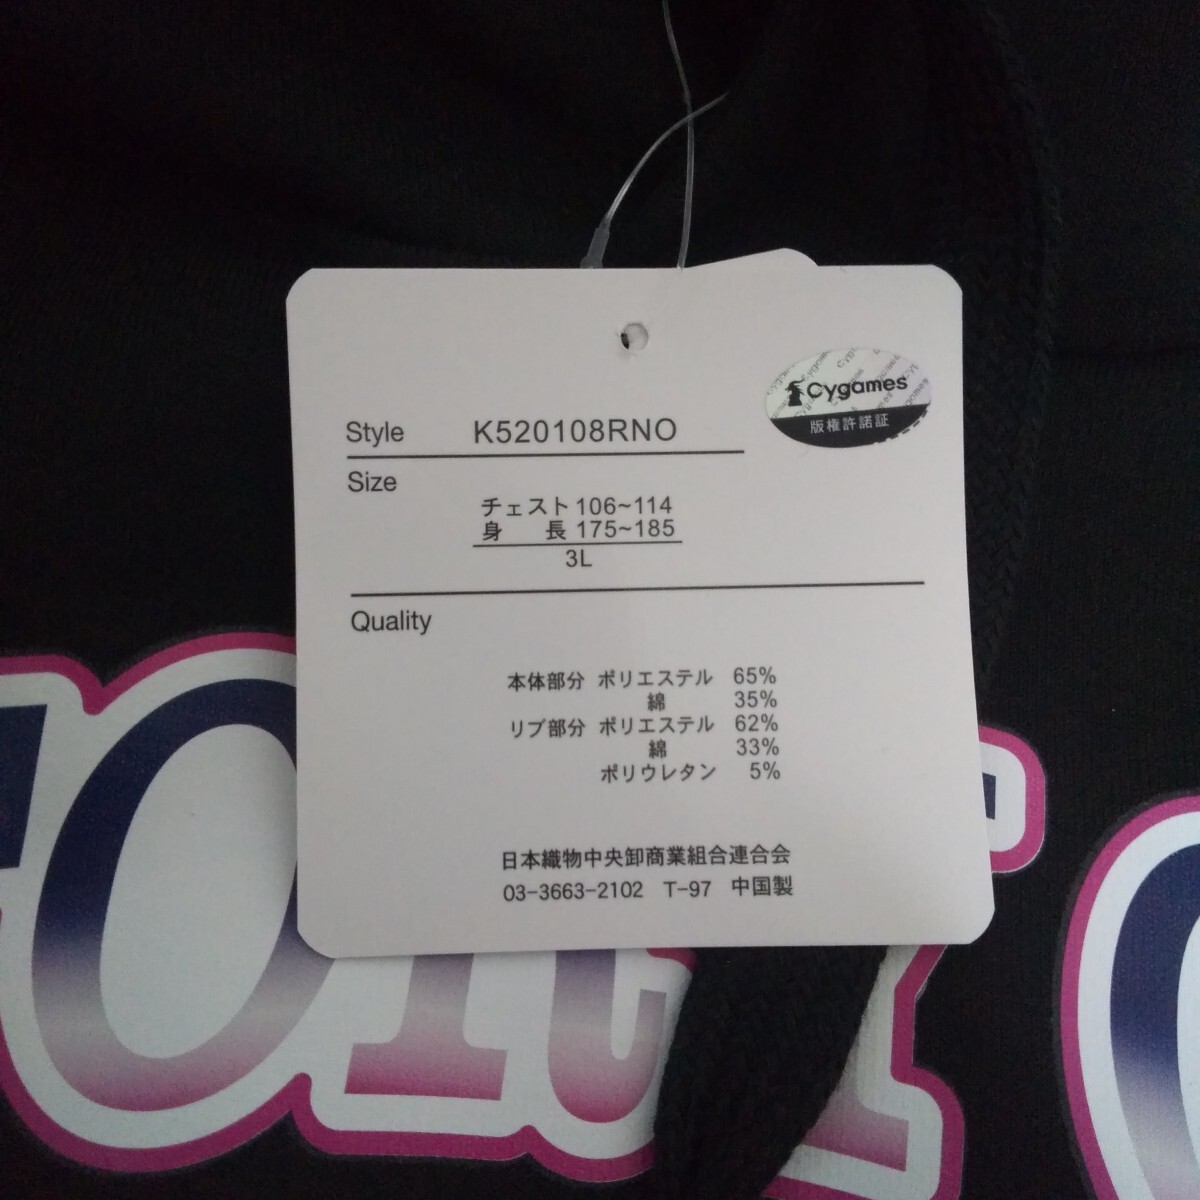 Cygames
版権許諾証
Style K520108RNO
Size
チェスト 106~114
身　長 175~185
3L
Quality
本体部分 ポリエステル 65%
綿 35%
リブ部分 ポリエステル 62%
綿 33%
ポリウレタン 5%
日本織物中央卸商業組合連合会
03-3663-2102 T-97 中国製